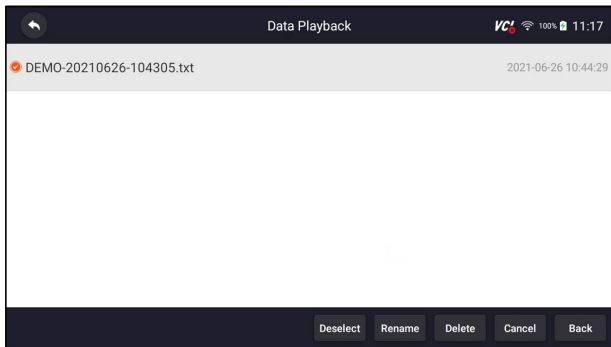 Data Playback
VCI 100% 11:17
DEMO-20210626-104305.txt 2021-06-26 10:44:29
Deselect Rename Delete Cancel Back